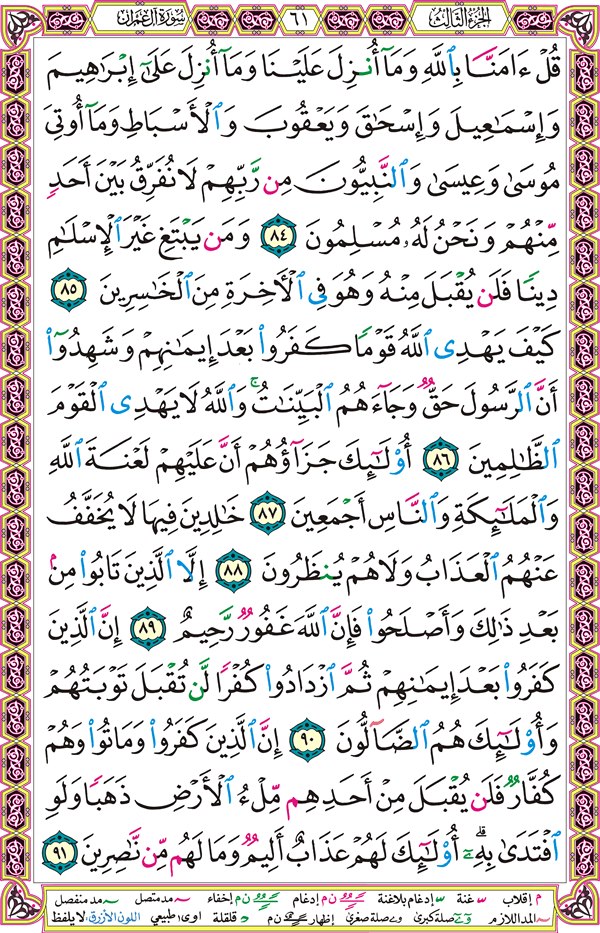 الجزء الثالث ٦١ سورة آل عمران
قُلْ ءَامَنَّا بِٱللَّهِ وَمَآ أُنزِلَ عَلَيْنَا وَمَآ أُنزِلَ عَلَىٰٓ إِبْرَٰهِيمَ
وَإِسْمَٰعِيلَ وَإِسْحَٰقَ وَيَعْقُوبَ وَٱلْأَسْبَاطِ وَمَآ أُوتِىَ
مُوسَىٰ وَعِيسَىٰ وَٱلنَّبِيُّونَ مِن رَّبِّهِمْ لَا نُفَرِّقُ بَيْنَ أَحَدٍ
مِّنْهُمْ وَنَحْنُ لَهُۥ مُسْلِمُونَ ٨٤ وَمَن يَبْتَغِ غَيْرَ ٱلْإِسْلَٰمِ
دِينًا فَلَن يُقْبَلَ مِنْهُ وَهُوَ فِى ٱلْأَخِرَةِ مِنَ ٱلْخَٰسِرِينَ ٨٥
كَيْفَ يَهْدِى ٱللَّهُ قَوْمًا كَفَرُوا۟ بَعْدَ إِيمَٰنِهِمْ وَشَهِدُوٓا۟
أَنَّ ٱلرَّسُولَ حَقٌّ وَجَآءَهُمُ ٱلْبَيِّنَٰتُ ۚ وَٱللَّهُ لَا يَهْدِى ٱلْقَوْمَ
ٱلظَّٰلِمِينَ ٨٦ أُو۟لَٰٓئِكَ جَزَآؤُهُمْ أَنَّ عَلَيْهِمْ لَعْنَةَ ٱللَّهِ
وَٱلْمَلَٰٓئِكَةِ وَٱلنَّاسِ أَجْمَعِينَ ٨٧ خَٰلِدِينَ فِيهَا لَا يُخَفَّفُ
عَنْهُمُ ٱلْعَذَابُ وَلَا هُمْ يُنظَرُونَ ٨٨ إِلَّا ٱلَّذِينَ تَابُوا۟ مِنۢ
بَعْدِ ذَٰلِكَ وَأَصْلَحُوا۟ فَإِنَّ ٱللَّهَ غَفُورٌ رَّحِيمٌ ٨٩ إِنَّ ٱلَّذِينَ
كَفَرُوا۟ بَعْدَ إِيمَٰنِهِمْ ثُمَّ ٱزْدَادُوا۟ كُفْرًا لَّن تُقْبَلَ تَوْبَتُهُمْ
وَأُو۟لَٰٓئِكَ هُمُ ٱلضَّآلُّونَ ٩٠ إِنَّ ٱلَّذِينَ كَفَرُوا۟ وَمَاتُوا۟ وَهُمْ
كُفَّارٌ فَلَن يُقْبَلَ مِنْ أَحَدِهِم مِّلْءُ ٱلْأَرْضِ ذَهَبًا وَلَوِ
ٱفْتَدَىٰ بِهِۦٓ ۗ أُو۟لَٰٓئِكَ لَهُمْ عَذَابٌ أَلِيمٌ وَمَا لَهُم مِّن نَّٰصِرِينَ ٩١
م إقلاب غنة إدغام بلاغنة ن م إدغام إخفاء مد متصل مد منفصل
المد اللازم صلة كبرى صلة صغرى إظهار ن م قلقلة اوى طبيعي اللون الأزرق: لا يلفظ